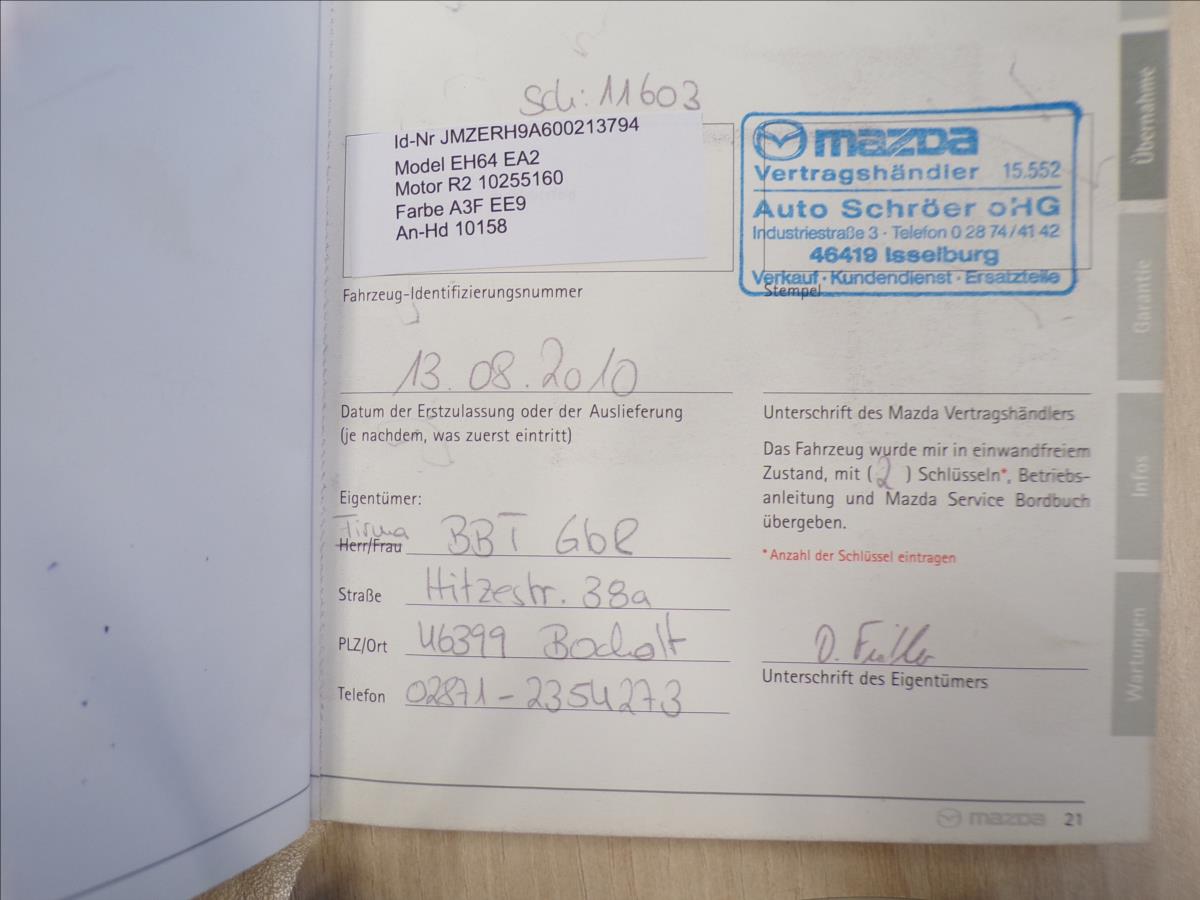 Sch: 11603
Id-Nr JMZERH9A600213794
Model EH64 EA2
Motor R2 10255160
Farbe A3F EE9
An-Hd 10158
Fahrzeug-Identifizierungsnummer
mazda
Vertragshändler 15.552
Auto Schröer oHG
Industriestraße 3 · Telefon 0 28 74/41 42
46419 Isselburg
Verkauf · Kundendienst · Ersatzteile
Stempel
13.08.2010
Datum der Erstzulassung oder der Auslieferung
(je nachdem, was zuerst eintritt)
Unterschrift des Mazda Vertragshändlers
Das Fahrzeug wurde mir in einwandfreiem
Zustand, mit ( 2 ) Schlüsseln*, Betriebs-
anleitung und Mazda Service Bordbuch
übergeben.
*Anzahl der Schlüssel eintragen
Eigentümer:
Firma
Herr/Frau BBT GbR
Straße Hitzestr. 38a
PLZ/Ort 46399 Bocholt
Telefon 02871-2354273
Unterschrift des Eigentümers
mazda 21
Übernahme
Garantie
Infos
Wartungen